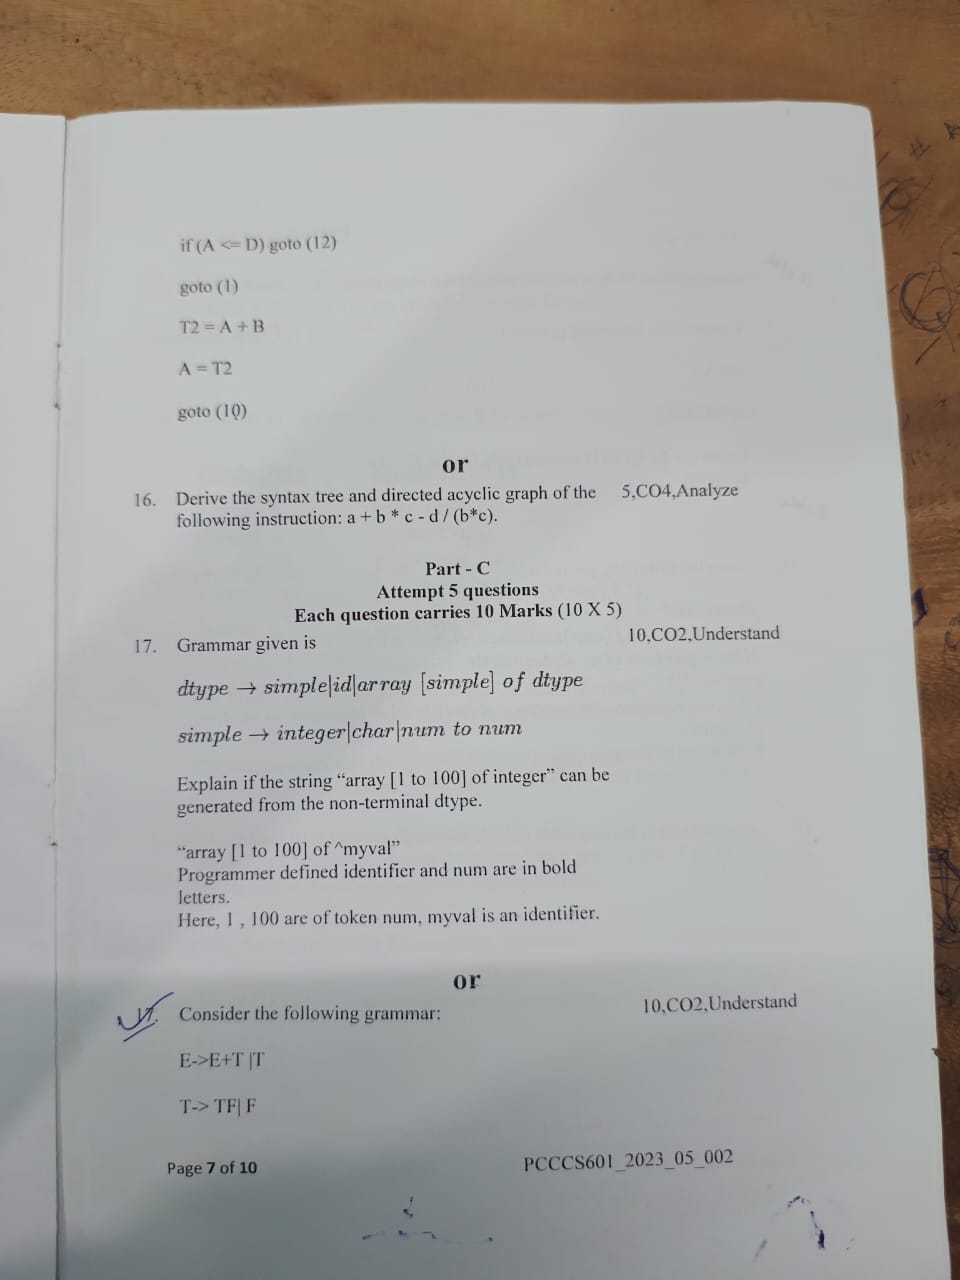 if (A <= D) goto (12)
goto (1)
T2 = A + B
A = T2
goto (10)
or
16. Derive the syntax tree and directed acyclic graph of the 5,CO4,Analyze
following instruction: a + b * c - d / (b*c).
Part - C
Attempt 5 questions
Each question carries 10 Marks (10 X 5)
17. Grammar given is 10,CO2,Understand
dtype → simple|id|array [simple] of dtype
simple → integer|char|num to num
Explain if the string “array [1 to 100] of integer” can be
generated from the non-terminal dtype.
“array [1 to 100] of ^myval”
Programmer defined identifier and num are in bold
letters.
Here, 1 , 100 are of token num, myval is an identifier.
or
17. Consider the following grammar: 10,CO2,Understand
E->E+T |T
T-> TF| F
Page 7 of 10 PCCCS601_2023_05_002